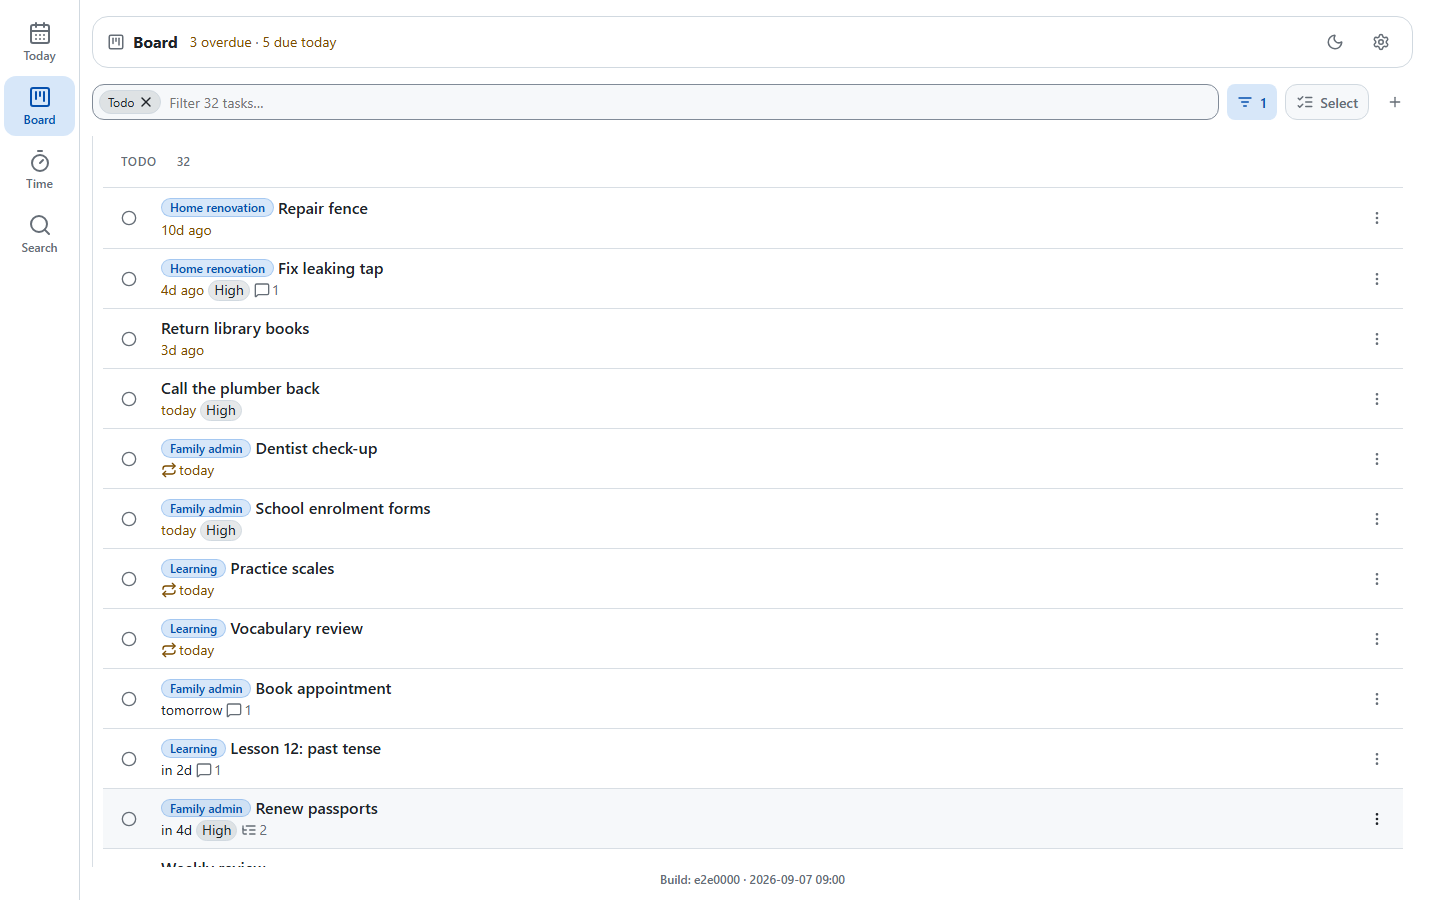 Today
Board
Time
Search
Board 3 overdue · 5 due today
Todo Filter 32 tasks... 1 Select
TODO 32
Home renovation Repair fence
10d ago
Home renovation Fix leaking tap
4d ago High 1
Return library books
3d ago
Call the plumber back
today High
Family admin Dentist check-up
today
Family admin School enrolment forms
today High
Learning Practice scales
today
Learning Vocabulary review
today
Family admin Book appointment
tomorrow 1
Learning Lesson 12: past tense
in 2d 1
Family admin Renew passports
in 4d High 2
Weekly review
Build: e2e0000 · 2026-09-07 09:00